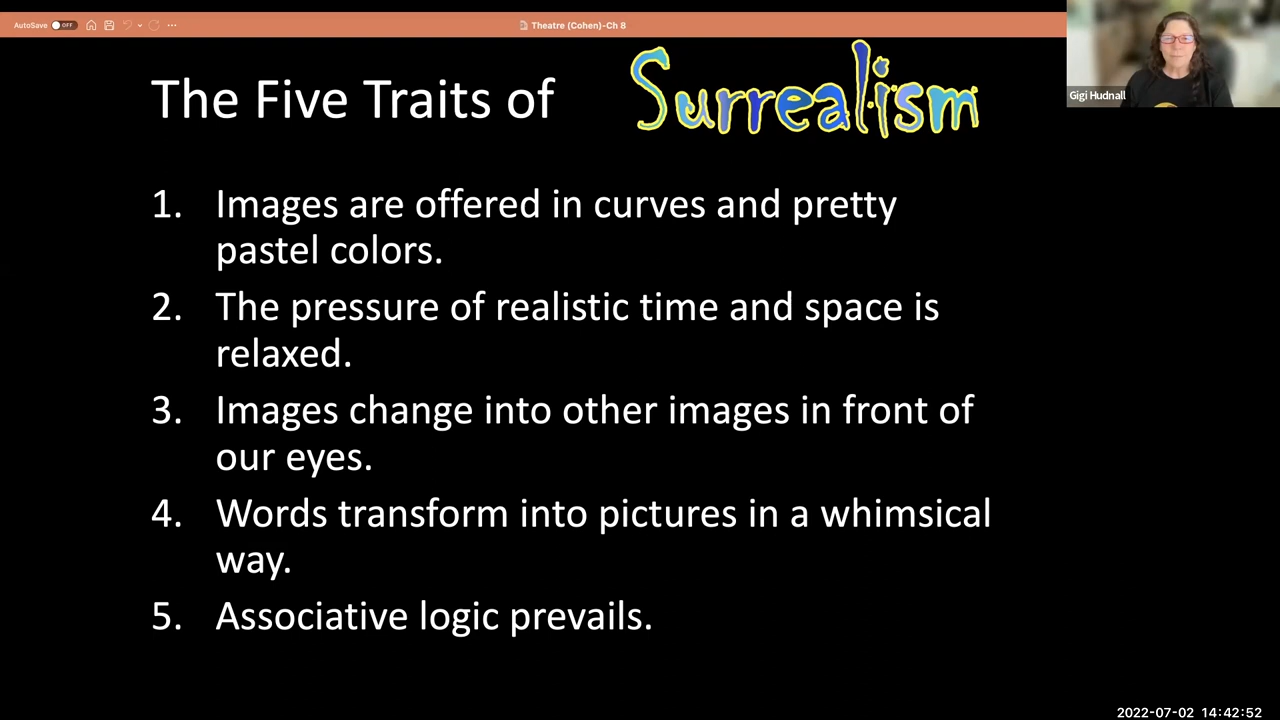 AutoSave OFF
Theatre (Cohen)-Ch 8
Gigi Hudnall
The Five Traits of Surrealism
1. Images are offered in curves and pretty
pastel colors.
2. The pressure of realistic time and space is
relaxed.
3. Images change into other images in front of
our eyes.
4. Words transform into pictures in a whimsical
way.
5. Associative logic prevails.
2022-07-02 14:42:52